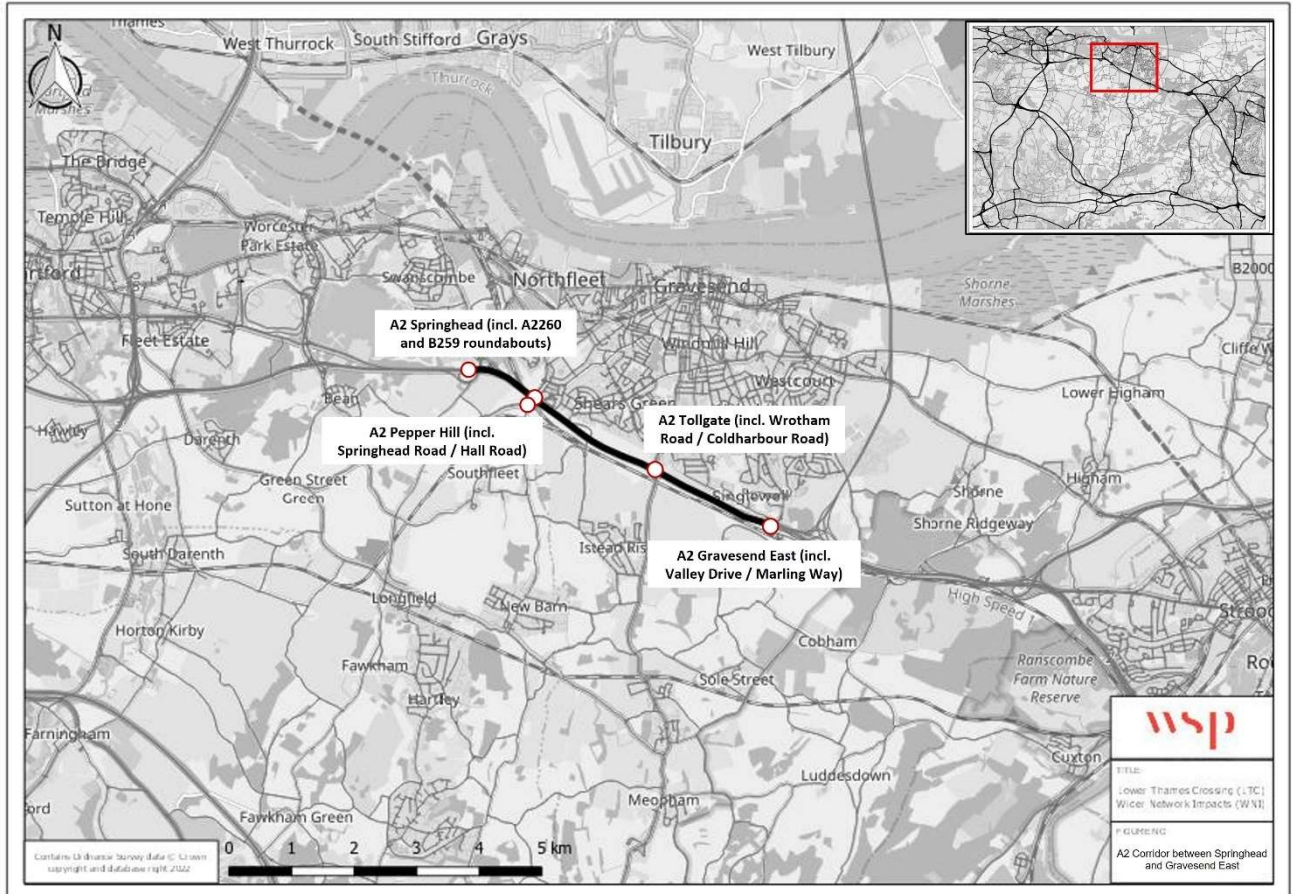 Thames
N
West Thurrock
South Stifford
Grays
West Tilbury
Marshes
Thurrock
Tilbury
The Bridge
Temple Hill
Worcester
Park Estate
Swanscombe
Northfleet
Gravesend
Shorne
Marshes
B2000
Fleet Estate
A2 Springhead (incl. A2260
and B259 roundabouts)
Windmill Hill
Cliffe
Westcourt
Lower Higham
Bean
Shears Green
Hawley
Darenth
A2 Pepper Hill (incl.
Springhead Road / Hall Road)
A2 Tollgate (incl. Wrotham
Road / Coldharbour Road)
Southfleet
Green Street
Green
Higham
Singlewell
Shorne
Sutton at Hone
Shorne Ridgeway
South Darenth
Istead Ris
A2 Gravesend East (incl.
Valley Drive / Marling Way)
High Speed 1
Strood
Longfield
New Barn
Horton Kirby
Cobham
Fawkham
Ranscombe
Farm Nature
Reserve
Sole Street
Hartley
Farningham
Cuxton
Luddesdown
Meopham
Fawkham Green
wsp
TITLE:
Lower Thames Crossing (LTC)
Wider Network Impacts (WNI)
FIGURE NO
A2 Corridor between Springhead
and Gravesend East
Contains Ordnance Survey data © Crown
copyright and database right 2022
0 1 2 3 4 5 km